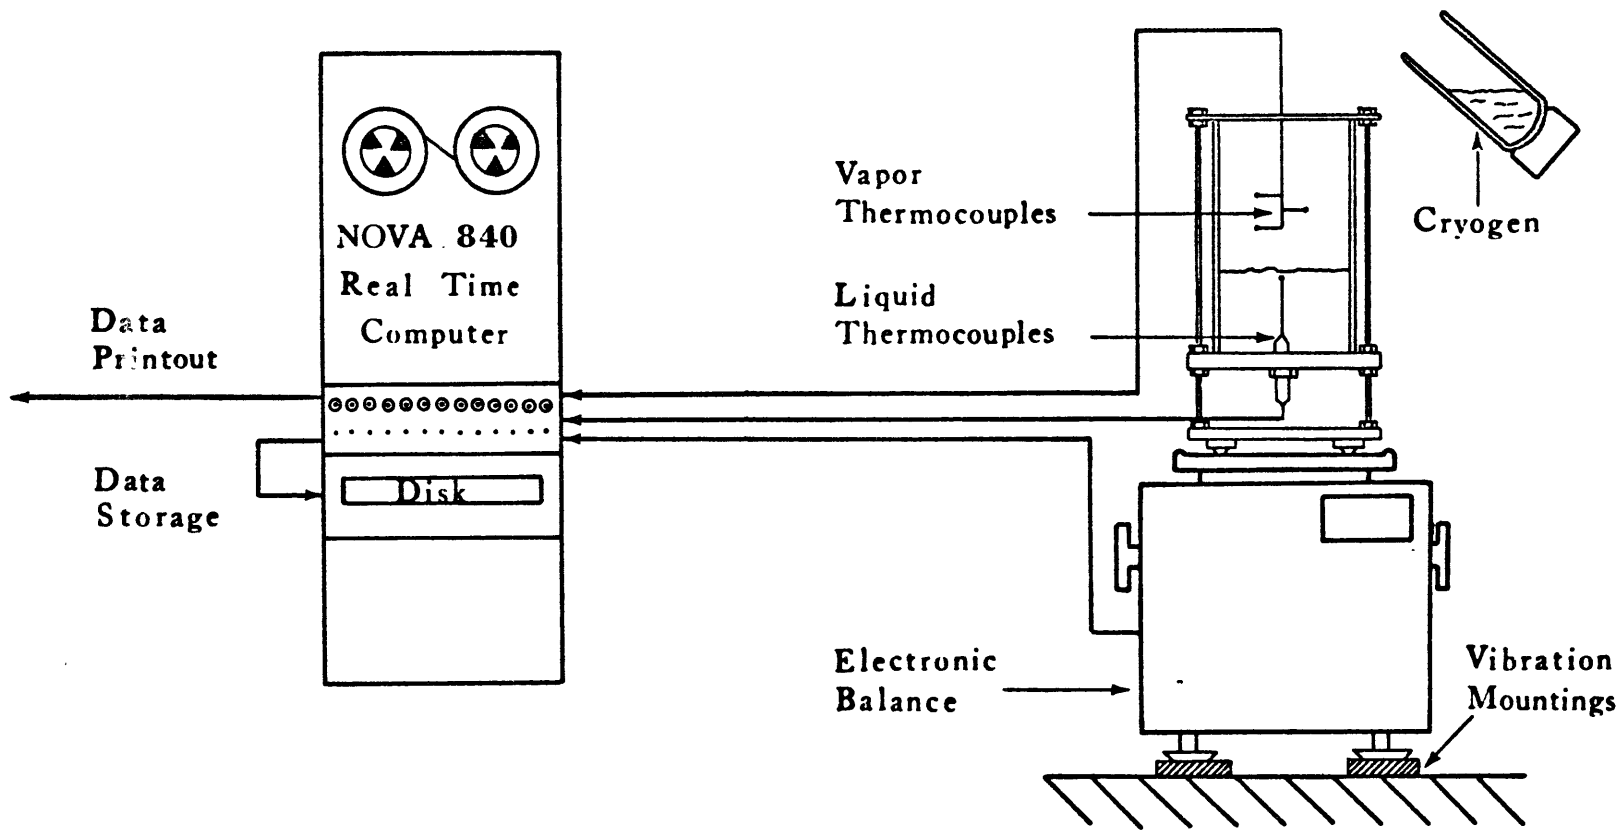 NOVA 840
Real Time
Computer
Data
Printout
Disk
Data
Storage
Vapor
Thermocouples
Liquid
Thermocouples
Cryogen
Electronic
Balance
Vibration
Mountings